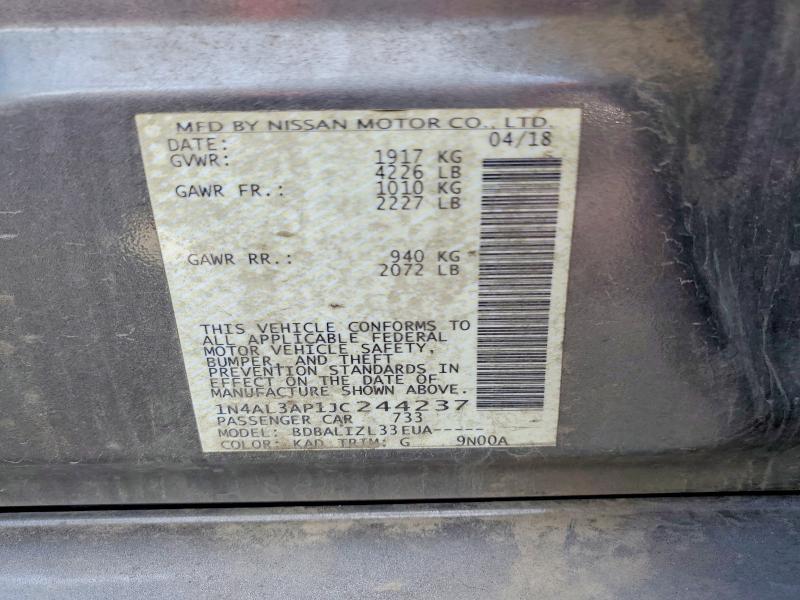 MFD BY NISSAN MOTOR CO., LTD.
DATE: 04/18
GVWR: 1917 KG
4226 LB
GAWR FR.: 1010 KG
2227 LB
GAWR RR.: 940 KG
2072 LB
THIS VEHICLE CONFORMS TO
ALL APPLICABLE FEDERAL
MOTOR VEHICLE SAFETY,
BUMPER, AND THEFT
PREVENTION STANDARDS IN
EFFECT ON THE DATE OF
MANUFACTURE SHOWN ABOVE.
1N4AL3AP1JC244237
PASSENGER CAR 733
MODEL: BDBALIZL33EUA-----
COLOR: KAD TRIM: G 9N00A